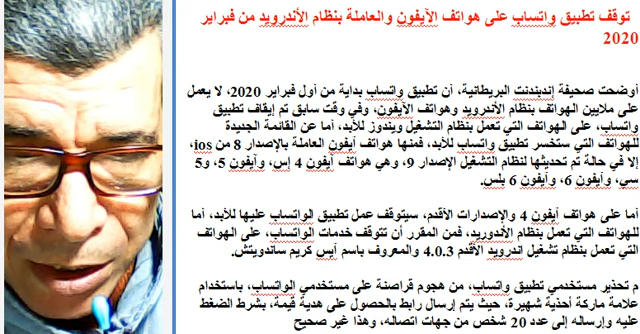 توقف تطبيق واتساب على هواتف الآيفون والعاملة بنظام الأندرويد من فبراير
2020
أوضحت صحيفة إندبندنت البريطانية، أن تطبيق واتساب بداية من أول فبراير 2020، لا يعمل
على ملايين الهواتف بنظام الأندرويد وهواتف الآيفون، وفي وقت سابق تم إيقاف تطبيق
واتساب، على الهواتف التي تعمل بنظام التشغيل ويندوز للأبد، أما عن القائمة الجديدة
للهواتف التي ستخسر تطبيق واتساب للأبد، فمنها هواتف آيفون العاملة بالإصدار 8 من ios،
إلا في حالة تم تحديثها لنظام التشغيل الإصدار 9، وهي هواتف آيفون 4 إس، وآيفون 5، و5
سي، وآيفون 6، وآيفون 6 بلس.
أما على هواتف آيفون 4 والإصدارات الأقدم، سيتوقف عمل تطبيق الواتساب عليها للأبد، أما
للهواتف التي تعمل بنظام الأندوريد، فمن المقرر أن تتوقف خدمات الواتساب، على الهواتف
التي تعمل بنظام تشغيل اندرويد الأقدم 4.0.3 والمعروف باسم آيس كريم ساندويتش.
م تحذير مستخدمي تطبيق واتساب، من هجوم قراصنة على مستخدمي الواتساب، باستخدام
علامة ماركة أحذية شهيرة، حيث يتم إرسال رابط بالحصول على هدية قيمة، بشرط الضغط
عليه وإرساله إلى عدد 20 شخص من جهات اتصاله، وهذا غير صحيح